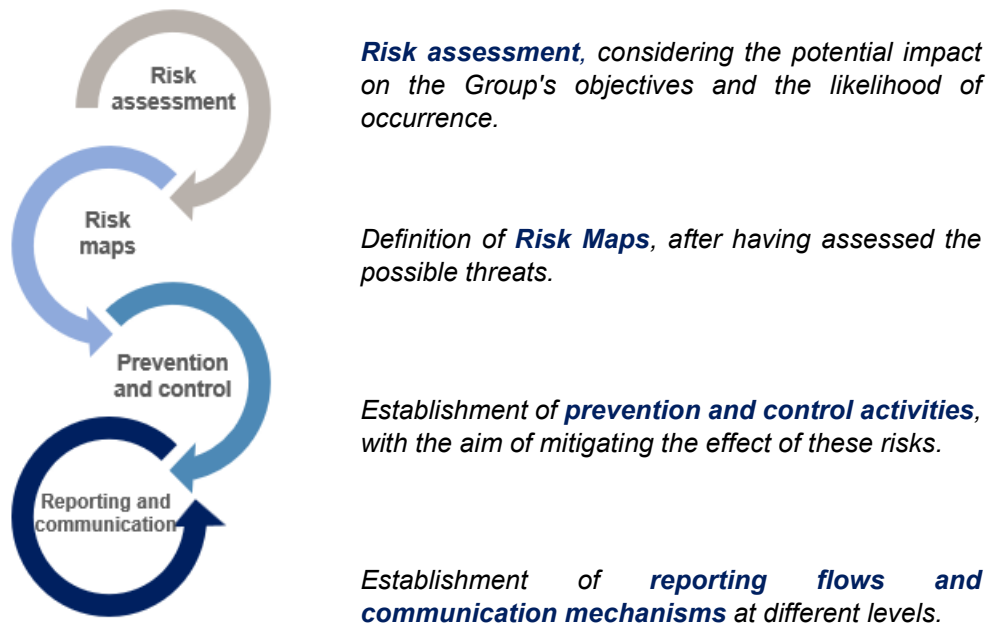 Risk
assessment
Risk assessment, considering the potential impact
on the Group's objectives and the likelihood of
occurrence.
Risk
maps
Definition of Risk Maps, after having assessed the
possible threats.
Prevention
and control
Establishment of prevention and control activities,
with the aim of mitigating the effect of these risks.
Reporting and
communication
Establishment of reporting flows and
communication mechanisms at different levels.